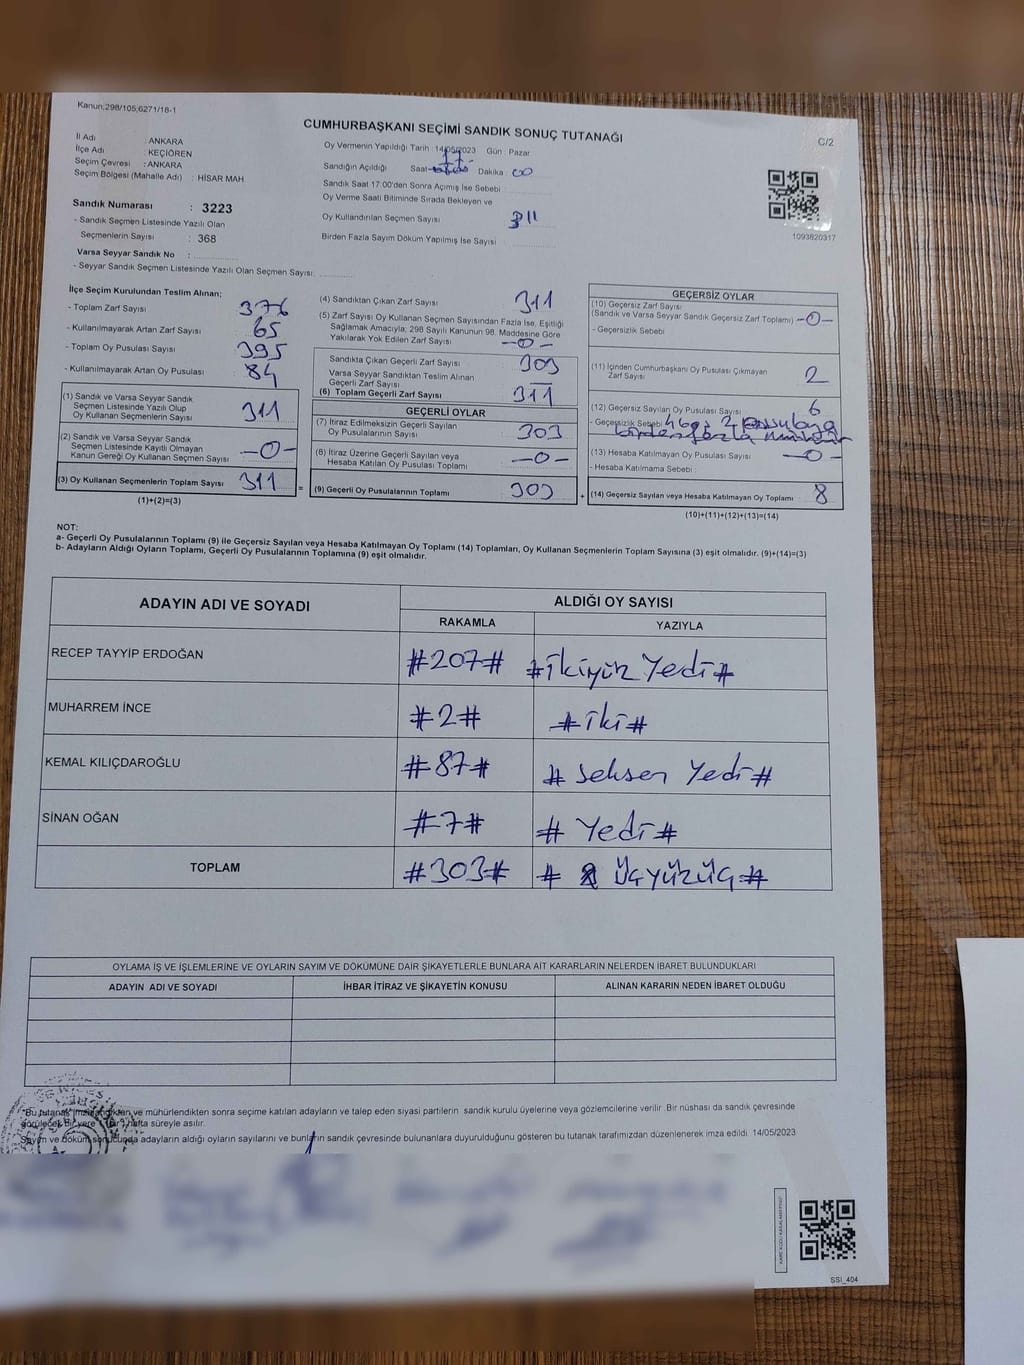 Kanun:298/105;6271/18-1
CUMHURBAŞKANI SEÇİMİ SANDIK SONUÇ TUTANAĞI
C/2
İl Adı : ANKARA
İlçe Adı : KEÇİÖREN
Seçim Çevresi : ANKARA
Seçim Bölgesi (Mahalle Adı) : HİSAR MAH
Sandık Numarası : 3223
- Sandık Seçmen Listesinde Yazılı Olan
Seçmenlerin Sayısı : 368
Varsa Seyyar Sandık No :
- Seyyar Sandık Seçmen Listesinde Yazılı Olan Seçmen Sayısı:
Oy Vermenin Yapıldığı Tarih : 14/05/2023 Gün : Pazar
Sandığın Açıldığı Saat 17 Dakika 00
Sandık Saat 17:00'den Sonra Açımış İse Sebebi
Oy Verme Saati Bitiminde Sırada Bekleyen ve
Oy Kullandırılan Seçmen Sayısı 311
Birden Fazla Sayım Döküm Yapılmış İse Sayısı
1093820317
İlçe Seçim Kurulundan Teslim Alınan;
- Toplam Zarf Sayısı 376
- Kullanılmayarak Artan Zarf Sayısı 65
- Toplam Oy Pusulası Sayısı 395
- Kullanılmayarak Artan Oy Pusulası 84
(1) Sandık ve Varsa Seyyar Sandık
Seçmen Listesinde Yazılı Olup
Oy Kullanan Seçmenlerin Sayısı 311
(2) Sandık ve Varsa Seyyar Sandık
Seçmen Listesinde Kayıtlı Olmayan
Kanun Gereği Oy Kullanan Seçmen Sayısı -0-
(3) Oy Kullanan Seçmenlerin Toplam Sayısı 311
(1)+(2)=(3)
=
(4) Sandıktan Çıkan Zarf Sayısı 311
(5) Zarf Sayısı Oy Kullanan Seçmen Sayısından Fazla İse, Eşitliği
Sağlamak Amacıyla; 298 Sayılı Kanunun 98. Maddesine Göre
Yakılarak Yok Edilen Zarf Sayısı -0-
Sandıkta Çıkan Geçerli Zarf Sayısı 303
Varsa Seyyar Sandıktan Teslim Alınan
Geçerli Zarf Sayısı —
(6) Toplam Geçerli Zarf Sayısı 311
GEÇERLİ OYLAR
(7) İtiraz Edilmeksizin Geçerli Sayılan
Oy Pusulalarının Sayısı 303
(8) İtiraz Üzerine Geçerli Sayılan veya
Hesaba Katılan Oy Pusulası Toplamı -0-
(9) Geçerli Oy Pusulalarının Toplamı 303
+
GEÇERSİZ OYLAR
(10) Geçersiz Zarf Sayısı
(Sandık ve Varsa Seyyar Sandık Geçersiz Zarf Toplamı) -0-
- Geçersizlik Sebebi
(11) İçinden Cumhurbaşkanı Oy Pusulası Çıkmayan
Zarf Sayısı 2
(12) Geçersiz Sayılan Oy Pusulası Sayısı 6
- Geçersizlik Sebebi
(13) Hesaba Katılmayan Oy Pusulası Sayısı -0-
- Hesaba Katılmama Sebebi :
(14) Geçersiz Sayılan veya Hesaba Katılmayan Oy Toplamı 8
(10)+(11)+(12)+(13)=(14)
NOT:
a- Geçerli Oy Pusulalarının Toplamı (9) ile Geçersiz Sayılan veya Hesaba Katılmayan Oy Toplamı (14) Toplamları, Oy Kullanan Seçmenlerin Toplam Sayısına (3) eşit olmalıdır. (9)+(14)=(3)
b- Adayların Aldığı Oyların Toplamı, Geçerli Oy Pusulalarının Toplamına (9) eşit olmalıdır.
ADAYIN ADI VE SOYADI ALDIĞI OY SAYISI
RAKAMLA YAZIYLA
RECEP TAYYİP ERDOĞAN #207# #ikiyüz Yedi#
MUHARREM İNCE #2# #iki#
KEMAL KILIÇDAROĞLU #87# # seksen Yedi#
SİNAN OĞAN #7# # Yedi#
TOPLAM #303# # Üçyüzüç#
OYLAMA İŞ VE İŞLEMLERİNE VE OYLARIN SAYIM VE DÖKÜMÜNE DAİR ŞİKAYETLERLE BUNLARA AİT KARARLARIN NELERDEN İBARET BULUNDUKLARI
ADAYIN ADI VE SOYADI İHBAR İTİRAZ VE ŞİKAYETİN KONUSU ALINAN KARARIN NEDEN İBARET OLDUĞU
"Bu tutanak imzalandıktan ve mühürlendikten sonra seçime katılan adayların ve talep eden siyasi partilerin sandık kurulu üyelerine veya gözlemcilerine verilir .Bir nüshası da sandık çevresinde
görülecek bir yere 1 (bir) hafta süreyle asılır.
Sayım ve döküm sonucunda adayların aldığı oyların sayılarını ve bunların sandık çevresinde bulunanlara duyurulduğunu gösteren bu tutanak tarafımızdan düzenlenerek imza edildi. 14/05/2023
SSI_404